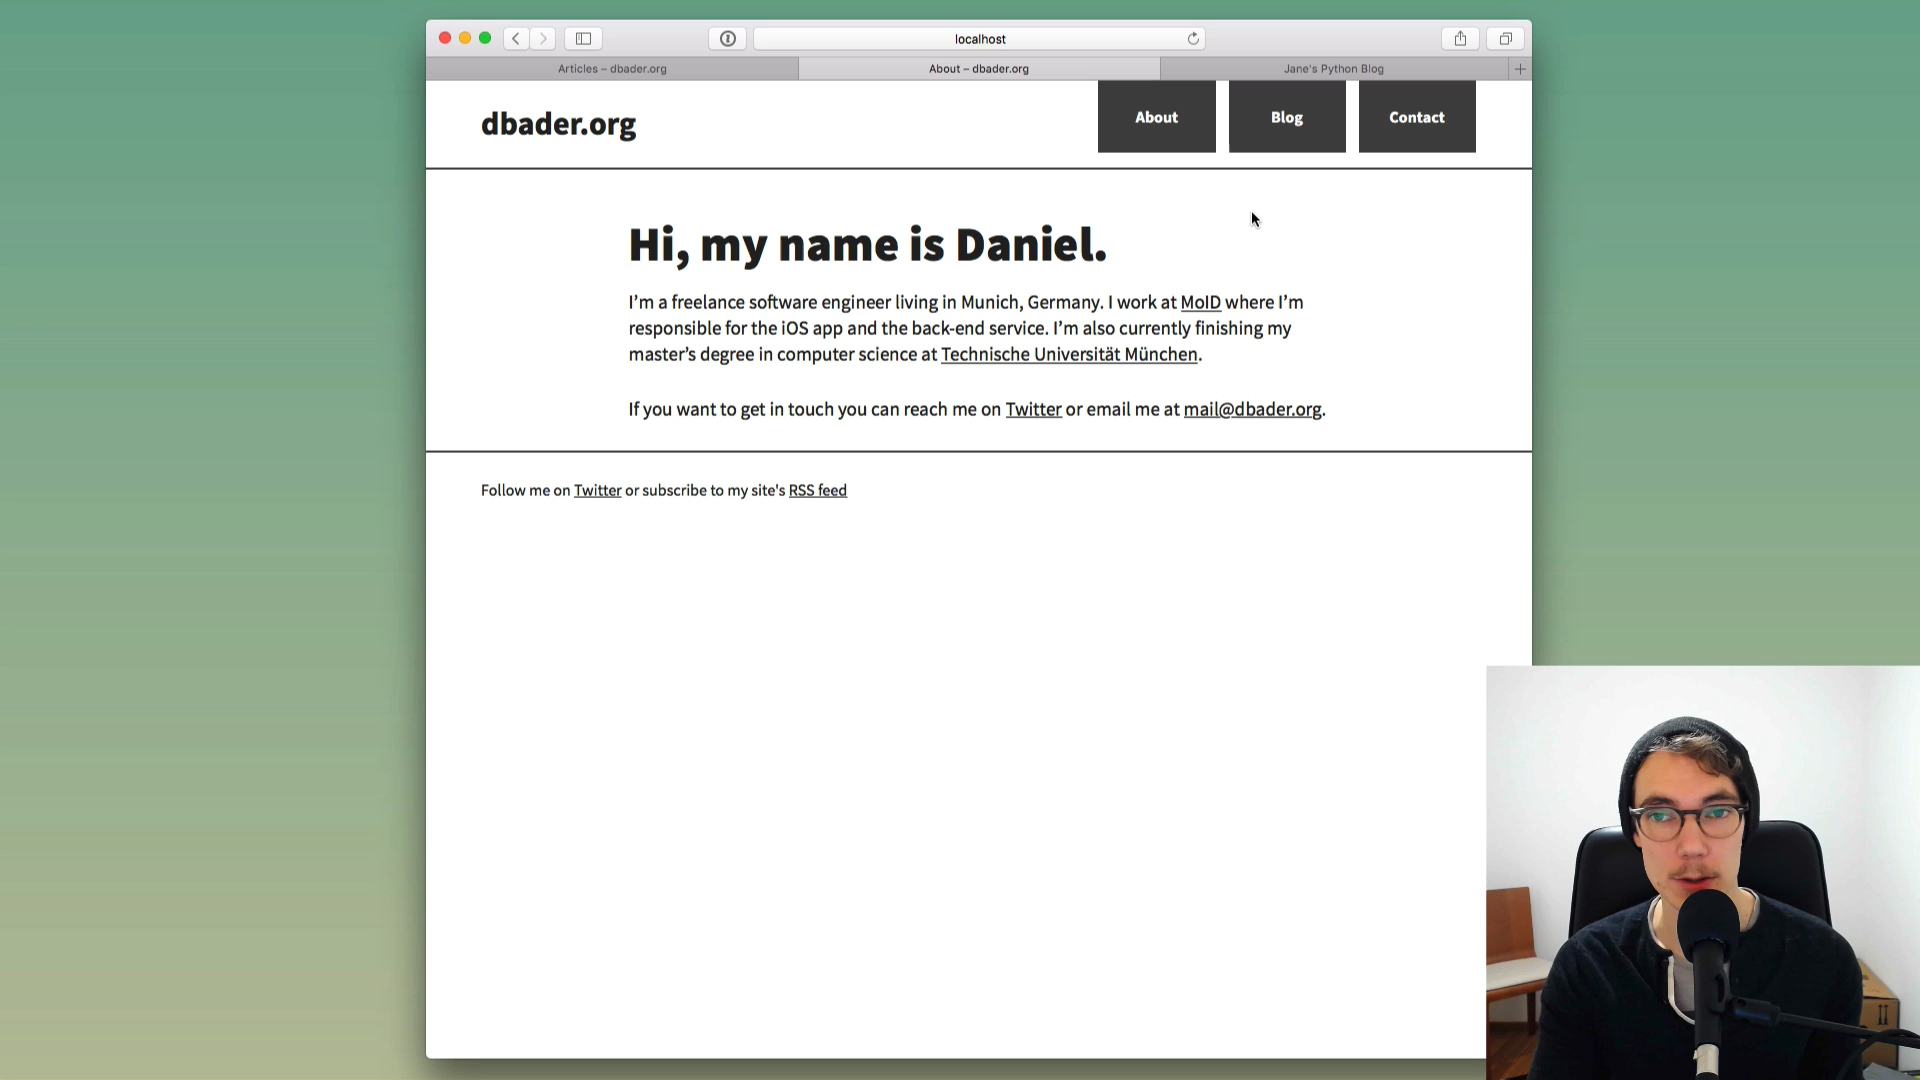 localhost
Articles – dbader.org
About – dbader.org
Jane's Python Blog
dbader.org
About
Blog
Contact
Hi, my name is Daniel.
I’m a freelance software engineer living in Munich, Germany. I work at MoID where I’m
responsible for the iOS app and the back-end service. I’m also currently finishing my
master’s degree in computer science at Technische Universität München.
If you want to get in touch you can reach me on Twitter or email me at mail@dbader.org.
Follow me on Twitter or subscribe to my site's RSS feed